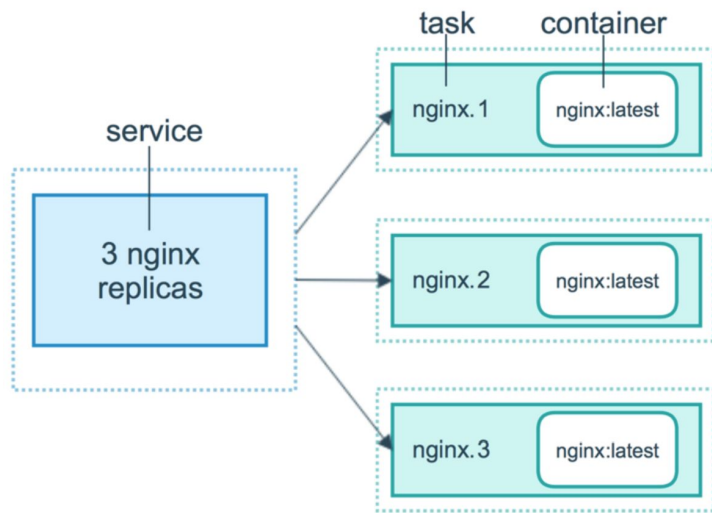 task
container
nginx.1
nginx:latest
service
3 nginx
replicas
nginx.2
nginx:latest
nginx.3
nginx:latest